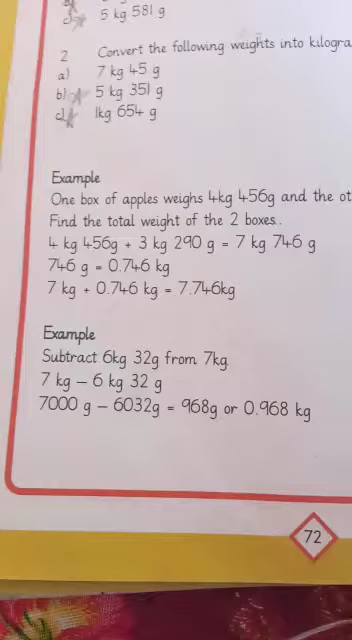 c) 5 kg 581 g
2 Convert the following weights into kilogra
a) 7 kg 45 g
b) 5 kg 351 g
c) 1kg 654 g
Example
One box of apples weighs 4kg 456g and the ot
Find the total weight of the 2 boxes..
4 kg 456g + 3 kg 290 g = 7 kg 746 g
746 g = 0.746 kg
7 kg + 0.746 kg = 7.746kg
Example
Subtract 6kg 32g from 7kg
7 kg – 6 kg 32 g
7000 g – 6032g = 968g or 0.968 kg
72